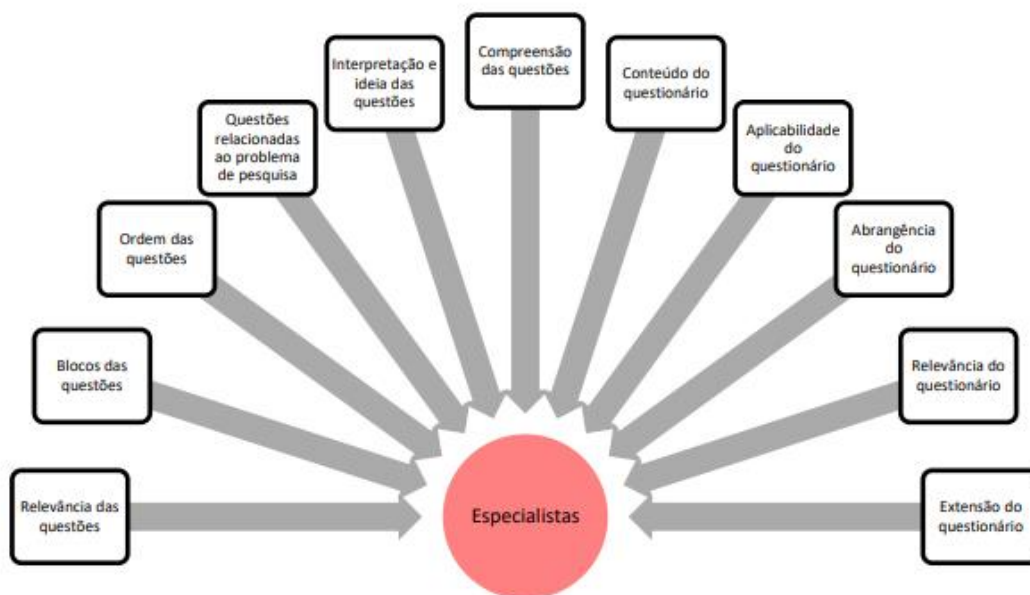 Compreensão
das questões
Interpretação e
ideia das
questões
Conteúdo do
questionário
Questões
relacionadas
ao problema
de pesquisa
Aplicabilidade
do
questionário
Ordem das
questões
Abrangência
do
questionário
Blocos das
questões
Relevância do
questionário
Relevância das
questões
Especialistas
Extensão do
questionário